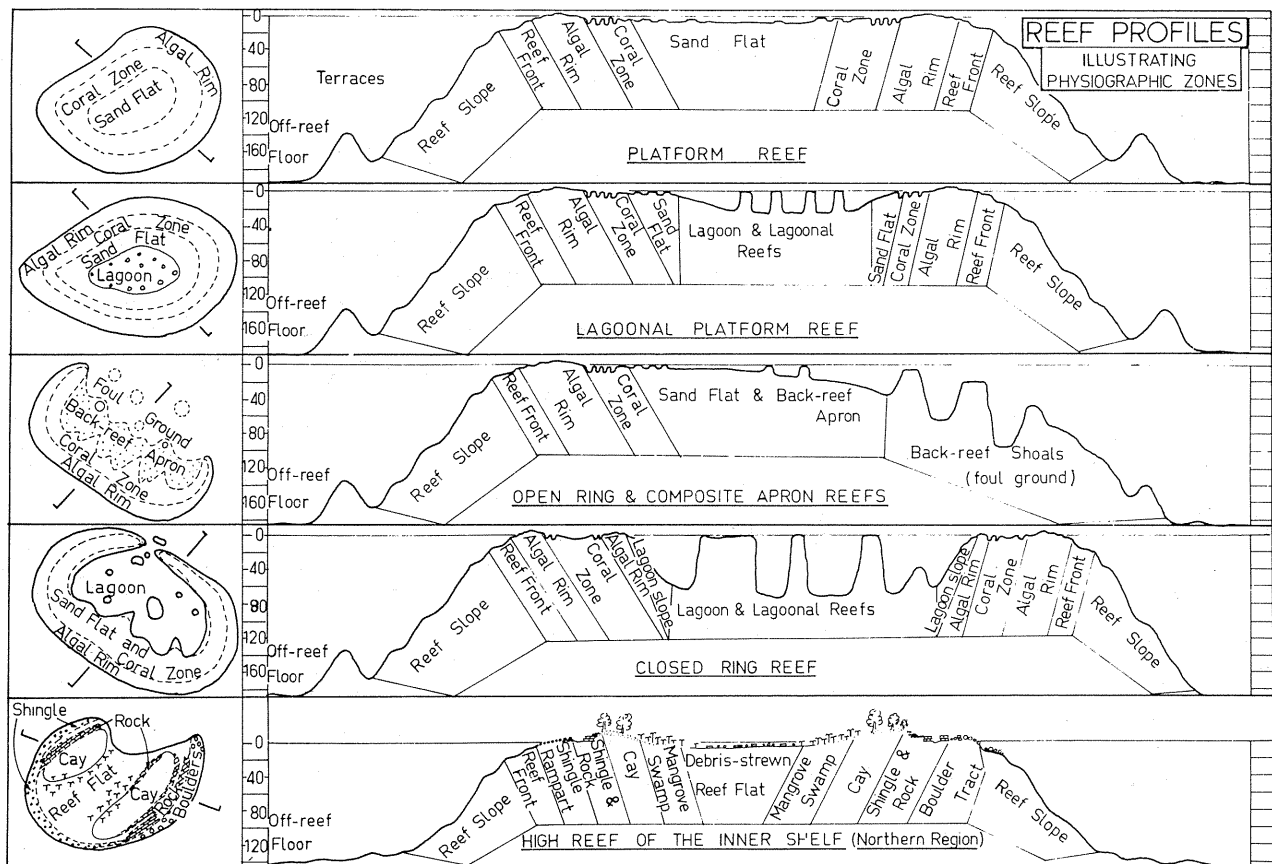 REEF PROFILES
ILLUSTRATING
PHYSIOGRAPHIC ZONES
Algal Rim
Coral Zone
Sand Flat
0
40
80
120
160
Terraces
Off-reef
Floor
Reef Slope
Reef Front
Algal Rim
Coral Zone
Sand Flat
Coral Zone
Algal Rim
Reef Front
Reef Slope
PLATFORM REEF
Algal Rim
Coral Zone
Sand Flat
Lagoon
0
40
80
120
160
Off-reef
Floor
Reef Slope
Reef Front
Algal Rim
Coral Zone
Sand Flat
Lagoon & Lagoonal
Reefs
Sand Flat
Coral Zone
Algal Rim
Reef Front
Reef Slope
LAGOONAL PLATFORM REEF
Foul
Ground
Back-reef
Apron
Coral Zone
Algal Rim
0
40
80
120
160
Off-reef
Floor
Reef Slope
Reef Front
Algal Rim
Coral Zone
Sand Flat & Back-reef
Apron
Back-reef Shoals
(foul ground)
OPEN RING & COMPOSITE APRON REEFS
Lagoon
Sand Flat and
Coral Zone
Algal Rim
0
40
80
120
160
Off-reef
Floor
Reef Slope
Reef Front
Algal Rim
Coral Zone
Algal Rim
Lagoon slope
Lagoon & Lagoonal Reefs
Lagoon slope
Algal Rim
Coral Zone
Algal Rim
Reef Front
Reef Slope
CLOSED RING REEF
Shingle
Rock
Cay
Reef Flat
Cay
Rock
Boulders
0
40
80
120
Off-reef
Floor
Reef Slope
Reef Front
Shingle Rampart
Shingle & Rock
Cay
Mangrove Swamp
Debris-strewn
Reef Flat
Mangrove Swamp
Cay
Shingle & Rock
Boulder Tract
Reef Slope
HIGH REEF OF THE INNER SHELF (Northern Region)